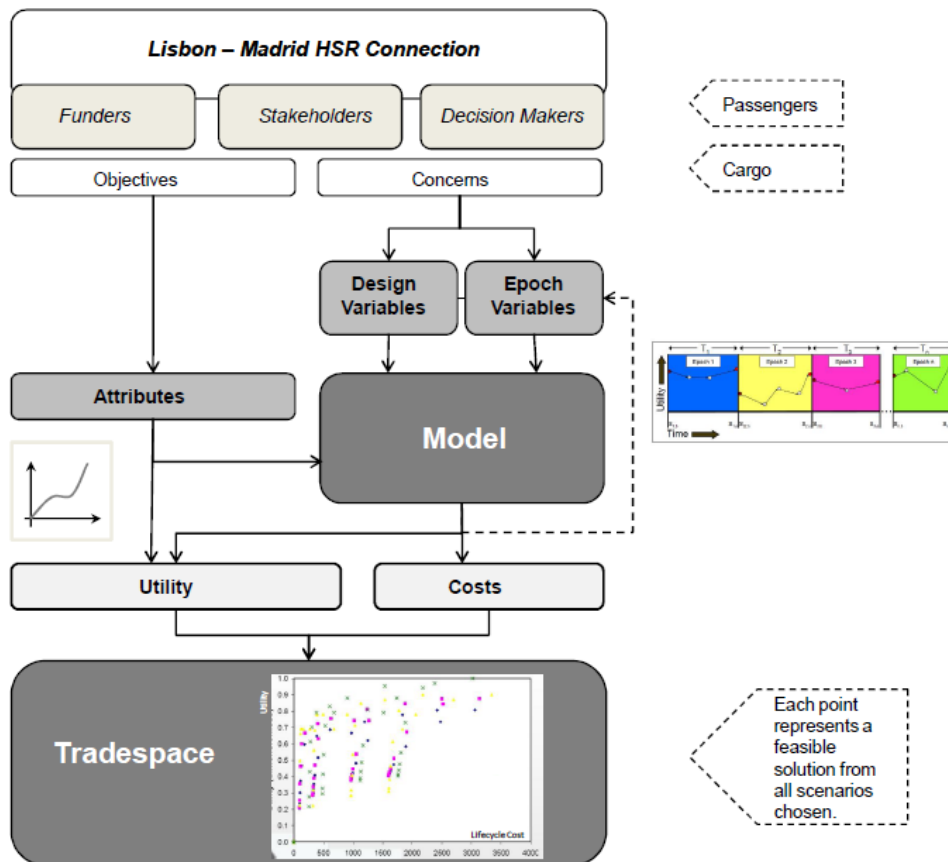 Lisbon – Madrid HSR Connection
Funders
Stakeholders
Decision Makers
Passengers
Objectives
Concerns
Cargo
Design
Variables
Epoch
Variables
T
T
T
T
Epoch 1
Epoch 2
Epoch 3
Utility
Time
Attributes
Model
Utility
Costs
Tradespace
Utility
1.0
0.9
0.8
0.7
0.6
0.5
0.4
0.3
0.2
0.1
0.0
Lifecycle Cost
0
500
1000
1500
2000
2500
3000
3500
4000
Each point
represents a
feasible
solution from
all scenarios
chosen.